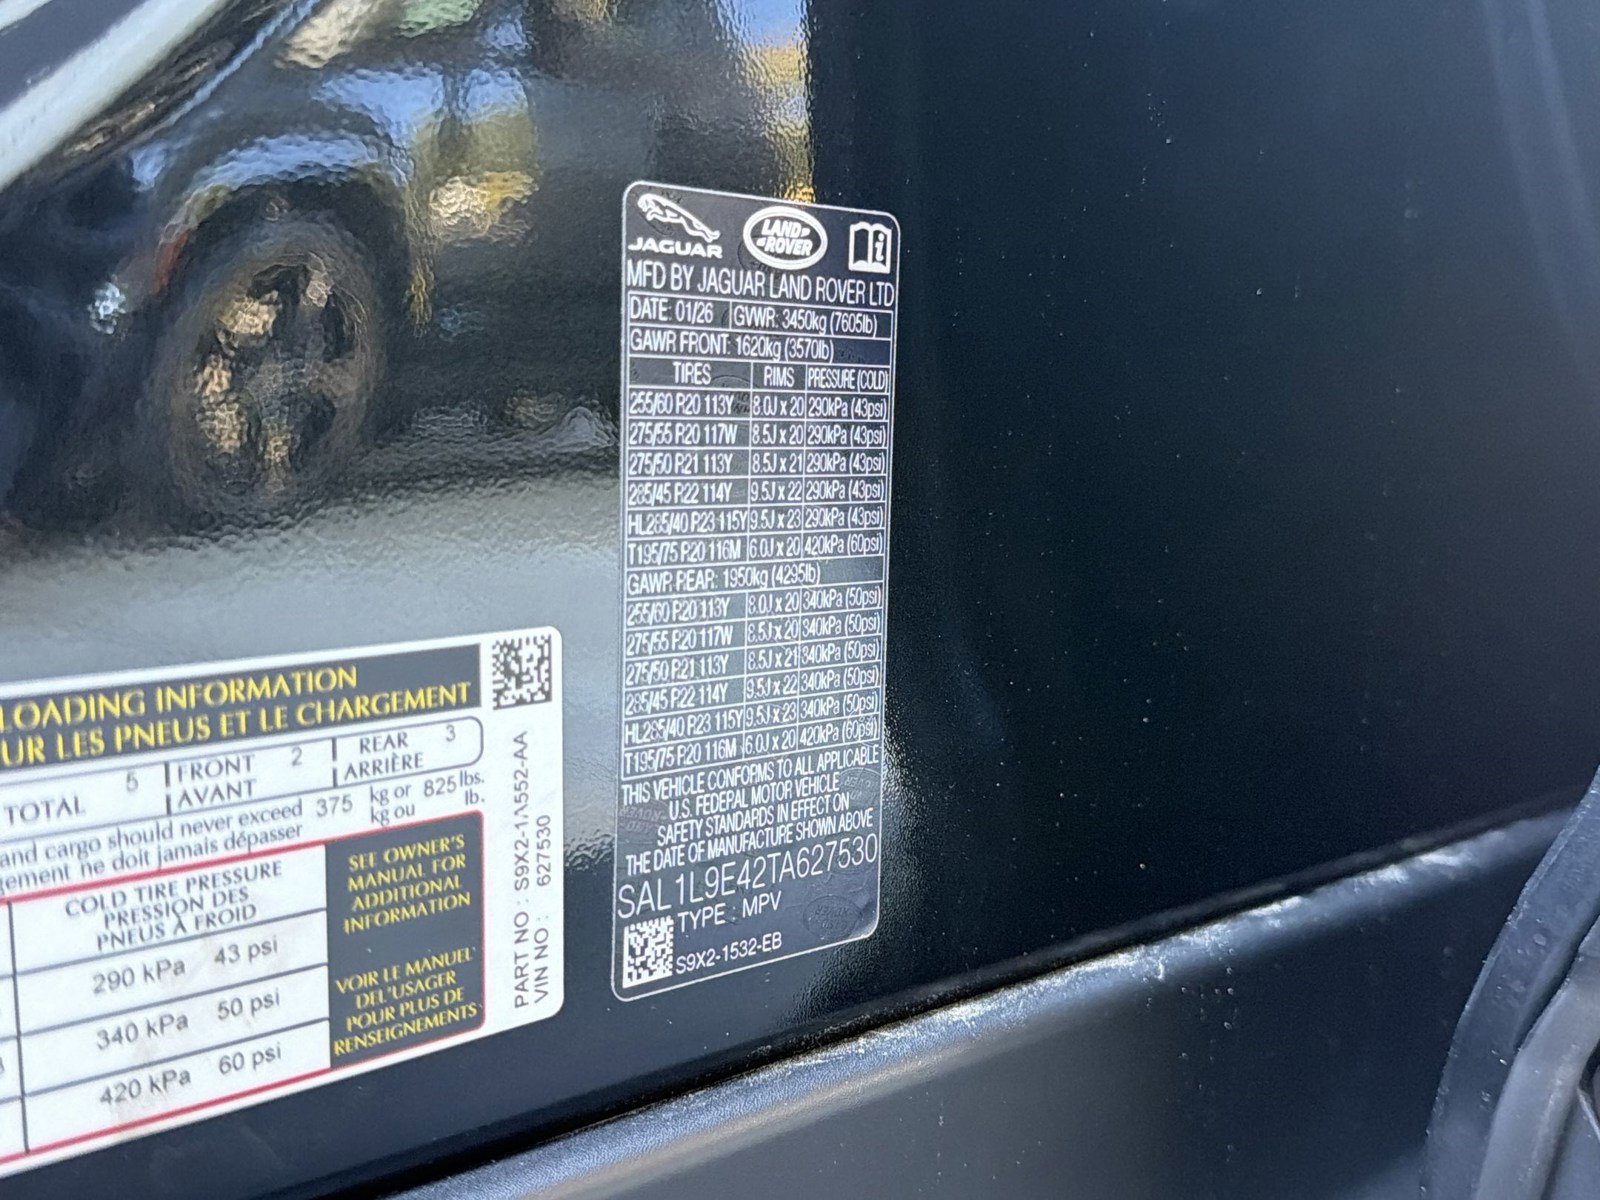 JAGUAR
LAND
ROVER
MFD BY JAGUAR LAND ROVER LTD
DATE: 01/26 GVWR: 3450kg (7605lb)
GAWR FRONT: 1620kg (3570lb)
TIRES RIMS PRESSURE (COLD)
255/60 R20 113Y 8.0J x 20 290kPa (43psi)
275/55 R20 117W 8.5J x 20 290kPa (43psi)
275/50 R21 113Y 8.5J x 21 290kPa (43psi)
285/45 R22 114Y 9.5J x 22 290kPa (43psi)
HL285/40 R23 115Y 9.5J x 23 290kPa (43psi)
T195/75 R20 116M 6.0J x 20 420kPa (60psi)
GAWR REAR: 1950kg (4295lb)
255/60 R20 113Y 8.0J x 20 340kPa (50psi)
275/55 R20 117W 8.5J x 20 340kPa (50psi)
275/50 R21 113Y 8.5J x 21 340kPa (50psi)
285/45 R22 114Y 9.5J x 22 340kPa (50psi)
HL285/40 R23 115Y 9.5J x 23 340kPa (50psi)
T195/75 R20 116M 6.0J x 20 420kPa (60psi)
THIS VEHICLE CONFORMS TO ALL APPLICABLE
U.S. FEDERAL MOTOR VEHICLE
SAFETY STANDARDS IN EFFECT ON
THE DATE OF MANUFACTURE SHOWN ABOVE
SAL1L9E42TA627530
TYPE : MPV
S9X2-1532-EB
LOADING INFORMATION
UR LES PNEUS ET LE CHARGEMENT
TOTAL 5 FRONT 2 REAR 3
AVANT ARRIÈRE
and cargo should never exceed 375 kg or 825 lbs.
gement ne doit jamais dépasser kg ou lb.
COLD TIRE PRESSURE
PRESSION DES
PNEUS À FROID
290 kPa 43 psi
340 kPa 50 psi
420 kPa 60 psi
SEE OWNER'S
MANUAL FOR
ADDITIONAL
INFORMATION
VOIR LE MANUEL
DE L'USAGER
POUR PLUS DE
RENSEIGNEMENTS
PART NO : S9X2-1A552-AA
VIN NO : 627530